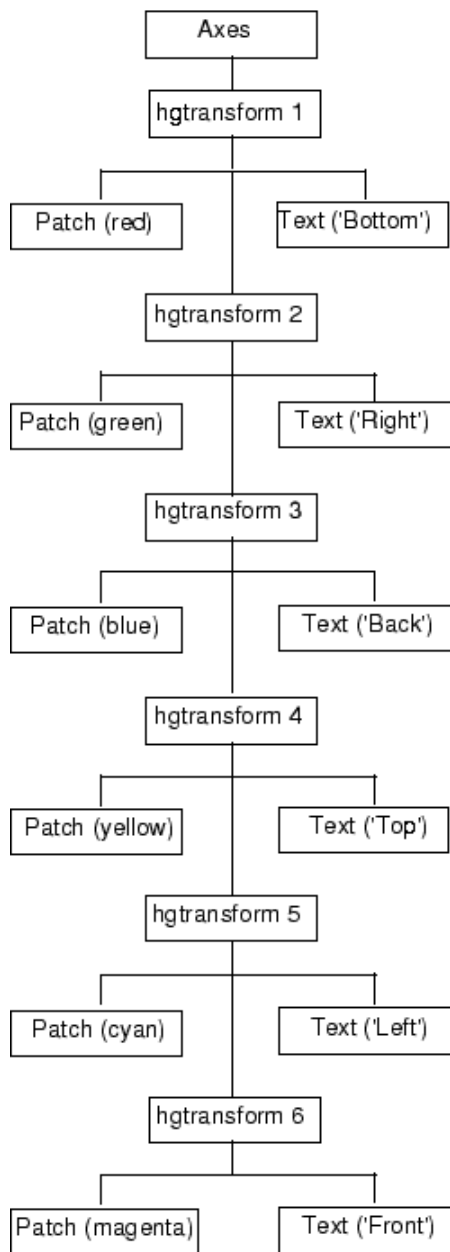 Axes
hgtransform 1
Patch (red)
Text ('Bottom')
hgtransform 2
Patch (green)
Text ('Right')
hgtransform 3
Patch (blue)
Text ('Back')
hgtransform 4
Patch (yellow)
Text ('Top')
hgtransform 5
Patch (cyan)
Text ('Left')
hgtransform 6
Patch (magenta)
Text ('Front')